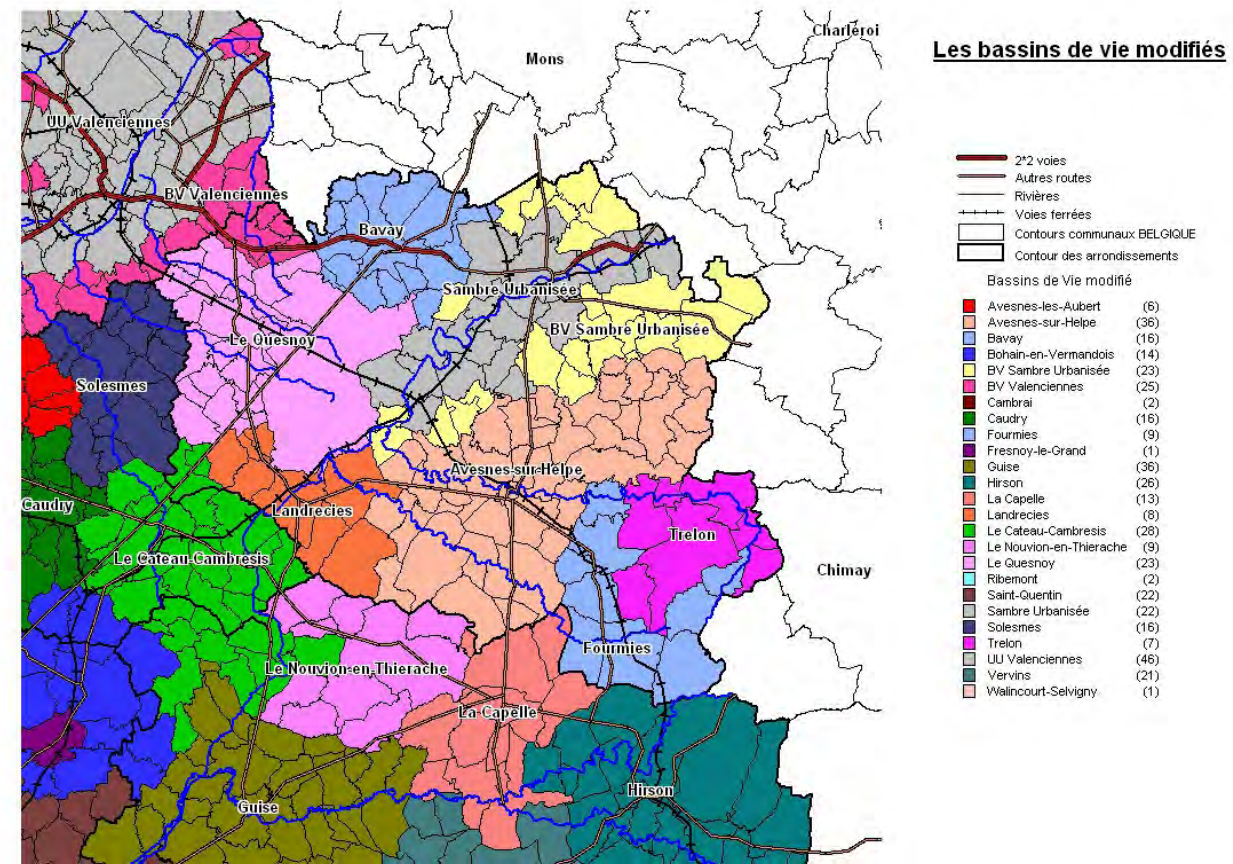 Charleroi
Mons
UU Valenciennes
BV Valenciennes
Bavay
Sambre Urbanisée
BV Sambre Urbanisée
Le Quesnoy
Solesmes
Avesnes-sur-Helpe
Caudry
Landrecies
Trelon
Le Cateau-Cambresis
Chimay
Fourmies
Le Nouvion-en-Thierache
La Capelle
Guise
Hirson
Les bassins de vie modifiés
2*2 voies
Autres routes
Rivières
Voies ferrées
Contours communaux BELGIQUE
Contour des arrondissements
Bassins de Vie modifié
Avesnes-les-Aubert (6)
Avesnes-sur-Helpe (36)
Bavay (16)
Bohain-en-Vermandois (14)
BV Sambre Urbanisée (23)
BV Valenciennes (25)
Cambrai (2)
Caudry (16)
Fourmies (9)
Fresnoy-le-Grand (1)
Guise (36)
Hirson (26)
La Capelle (13)
Landrecies (8)
Le Cateau-Cambresis (28)
Le Nouvion-en-Thierache (9)
Le Quesnoy (23)
Ribemont (2)
Saint-Quentin (22)
Sambre Urbanisée (22)
Solesmes (16)
Trelon (7)
UU Valenciennes (46)
Vervins (21)
Walincourt-Selvigny (1)